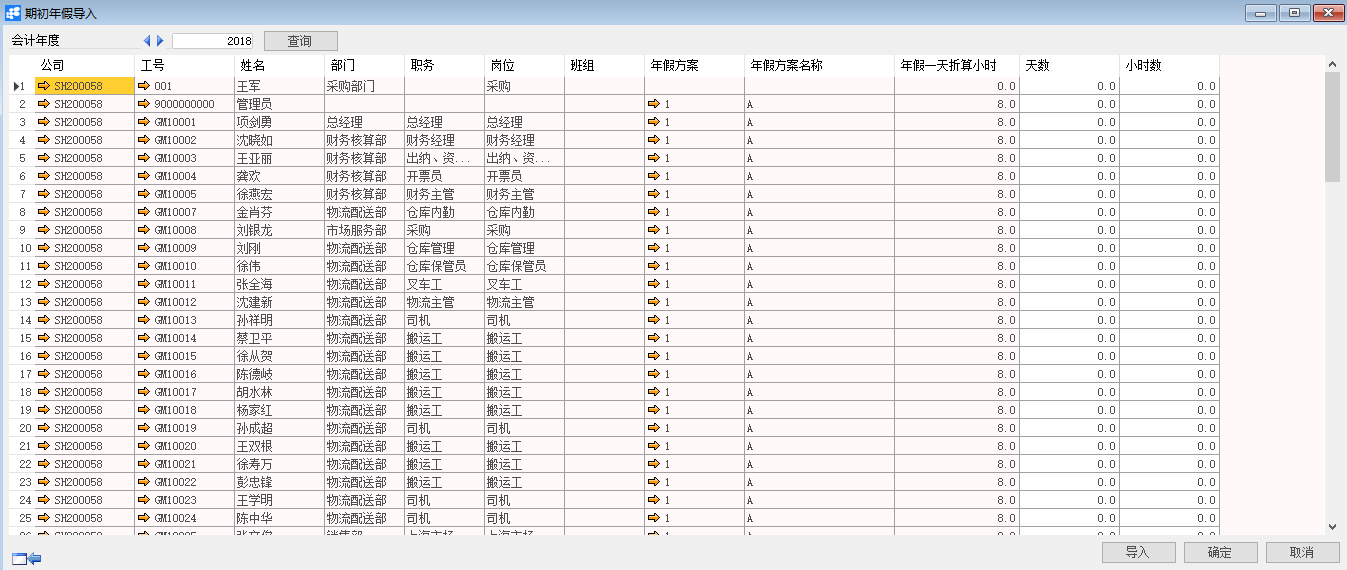 期初年假导入
会计年度 2018 查询
公司 工号 姓名 部门 职务 岗位 班组 年假方案 年假方案名称 年假一天折算小时 天数 小时数
1 SH200058 001 王军 采购部门 采购 0.0 0.0 0.0
2 SH200058 9000000000 管理员 1 A 8.0 0.0 0.0
3 SH200058 GM10001 项剑勇 总经理 总经理 总经理 1 A 8.0 0.0 0.0
4 SH200058 GM10002 沈晓如 财务核算部 财务经理 财务经理 1 A 8.0 0.0 0.0
5 SH200058 GM10003 王亚丽 财务核算部 出纳、资... 出纳、资... 1 A 8.0 0.0 0.0
6 SH200058 GM10004 龚欢 财务核算部 开票员 开票员 1 A 8.0 0.0 0.0
7 SH200058 GM10005 徐燕宏 财务核算部 财务主管 财务主管 1 A 8.0 0.0 0.0
8 SH200058 GM10007 金肖芬 物流配送部 仓库内勤 仓库内勤 1 A 8.0 0.0 0.0
9 SH200058 GM10008 刘银龙 市场服务部 采购 采购 1 A 8.0 0.0 0.0
10 SH200058 GM10009 刘刚 物流配送部 仓库管理 仓库管理 1 A 8.0 0.0 0.0
11 SH200058 GM10010 徐伟 物流配送部 仓库保管员 仓库保管员 1 A 8.0 0.0 0.0
12 SH200058 GM10011 张全海 物流配送部 叉车工 叉车工 1 A 8.0 0.0 0.0
13 SH200058 GM10012 沈建新 物流配送部 物流主管 物流主管 1 A 8.0 0.0 0.0
14 SH200058 GM10013 孙祥明 物流配送部 司机 司机 1 A 8.0 0.0 0.0
15 SH200058 GM10014 蔡卫平 物流配送部 搬运工 搬运工 1 A 8.0 0.0 0.0
16 SH200058 GM10015 徐从贺 物流配送部 搬运工 搬运工 1 A 8.0 0.0 0.0
17 SH200058 GM10016 陈德岐 物流配送部 搬运工 搬运工 1 A 8.0 0.0 0.0
18 SH200058 GM10017 胡水林 物流配送部 搬运工 搬运工 1 A 8.0 0.0 0.0
19 SH200058 GM10018 杨家红 物流配送部 搬运工 搬运工 1 A 8.0 0.0 0.0
20 SH200058 GM10019 孙成超 物流配送部 司机 司机 1 A 8.0 0.0 0.0
21 SH200058 GM10020 王双根 物流配送部 搬运工 搬运工 1 A 8.0 0.0 0.0
22 SH200058 GM10021 徐寿万 物流配送部 搬运工 搬运工 1 A 8.0 0.0 0.0
23 SH200058 GM10022 彭忠锋 物流配送部 搬运工 搬运工 1 A 8.0 0.0 0.0
24 SH200058 GM10023 王学明 物流配送部 司机 司机 1 A 8.0 0.0 0.0
25 SH200058 GM10024 陈中华 物流配送部 司机 司机 1 A 8.0 0.0 0.0
导入 确定 取消